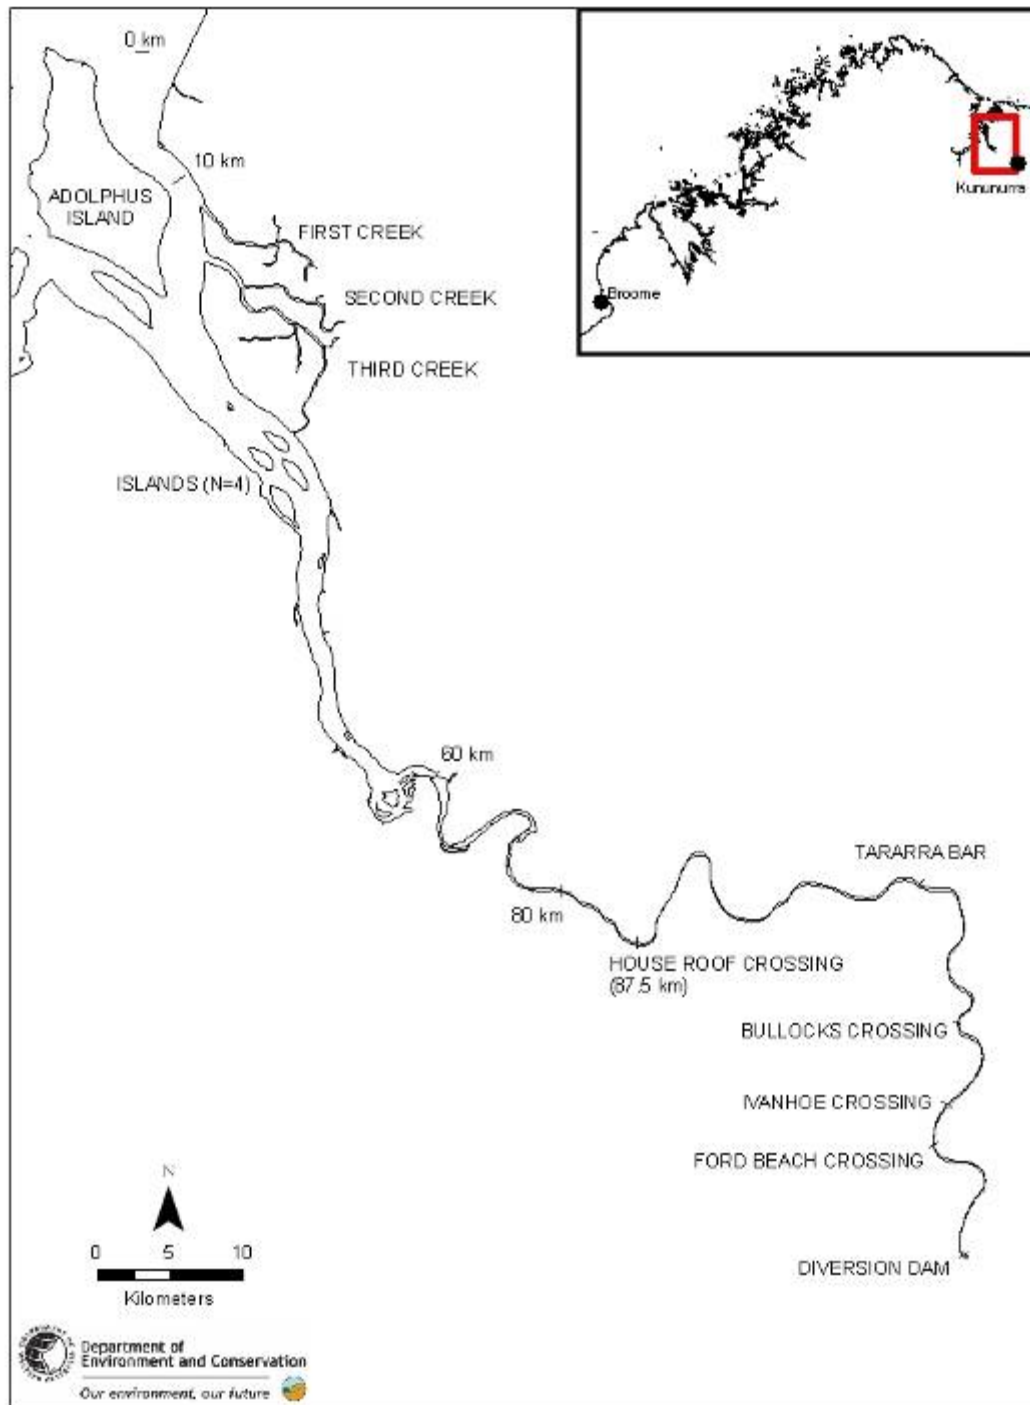 0 km
10 km
ADOLPHUS
ISLAND
FIRST CREEK
SECOND CREEK
THIRD CREEK
ISLANDS (N=4)
Kununurra
Broome
60 km
80 km
TARARRA BAR
HOUSE ROOF CROSSING
(87.5 km)
BULLOCKS CROSSING
IVANHOE CROSSING
FORD BEACH CROSSING
DIVERSION DAM
N
0 5 10
Kilometers
Department of
Environment and Conservation
Our environment, our future